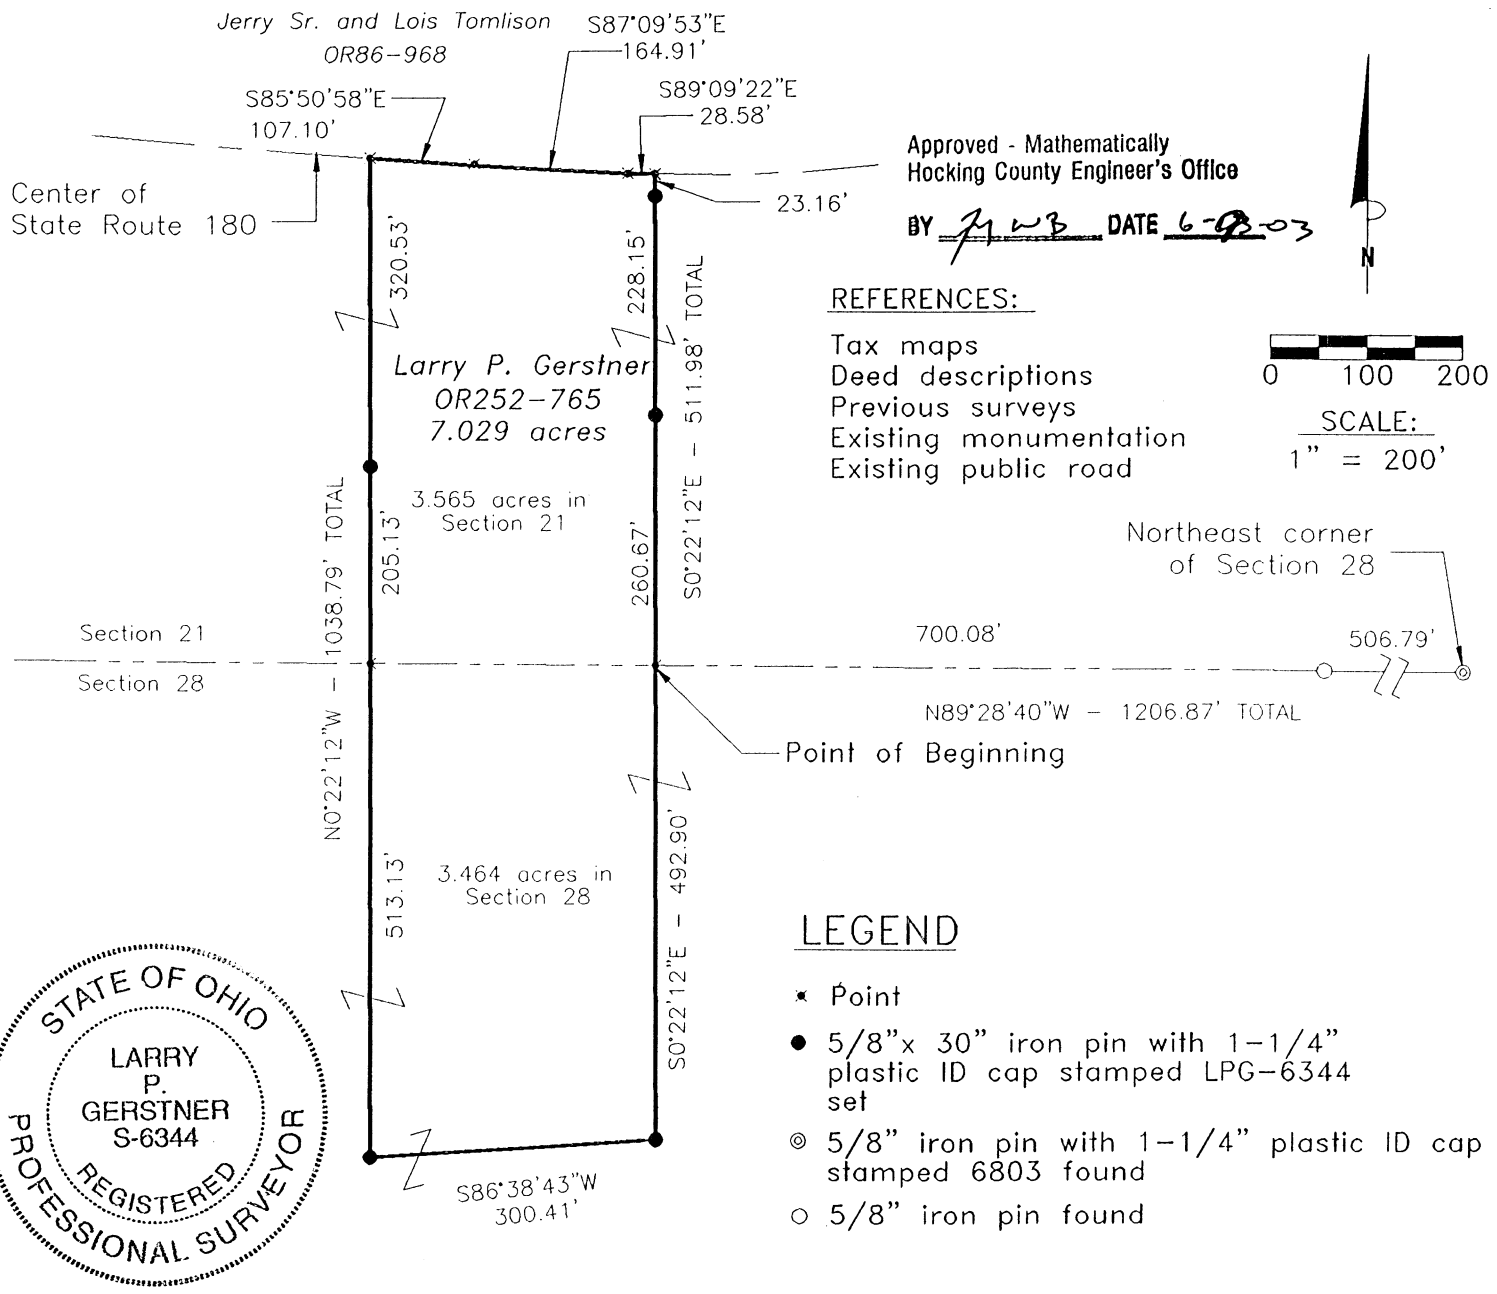 Jerry Sr. and Lois Tomlison
OR86-968
S87°09'53"E
164.91'
S85°50'58"E
107.10'
S89°09'22"E
28.58'
23.16'
Center of
State Route 180
Approved - Mathematically
Hocking County Engineer's Office
BY DATE
N
REFERENCES:
Tax maps
Deed descriptions
Previous surveys
Existing monumentation
Existing public road
0 100 200
SCALE:
1" = 200'
320.53'
228.15'
S0°22'12"E - 511.98' TOTAL
Larry P. Gerstner
OR252-765
7.029 acres
3.565 acres in
Section 21
205.13'
260.67'
N0°22'12"W - 1038.79' TOTAL
Northeast corner
of Section 28
Section 21
Section 28
700.08'
506.79'
N89°28'40"W - 1206.87' TOTAL
Point of Beginning
3.464 acres in
Section 28
513.13'
S0°22'12"E - 492.90'
S86°38'43"W
300.41'
STATE OF OHIO
LARRY
P.
GERSTNER
S-6344
REGISTERED
PROFESSIONAL SURVEYOR
LEGEND
Point
5/8"x 30" iron pin with 1-1/4"
plastic ID cap stamped LPG-6344
set
5/8" iron pin with 1-1/4" plastic ID cap
stamped 6803 found
5/8" iron pin found